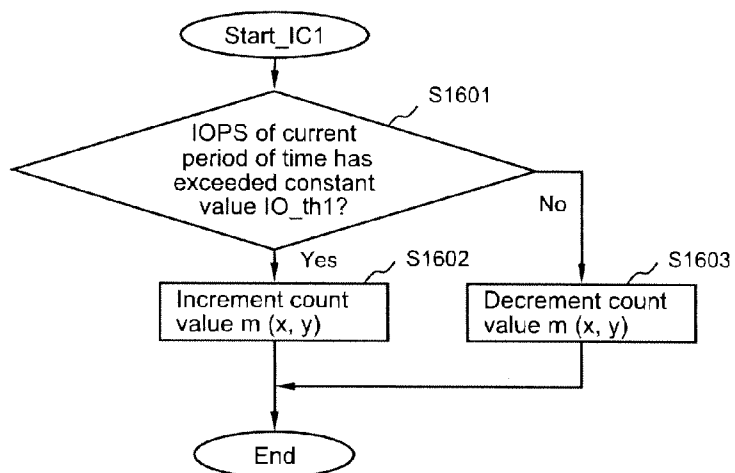 Start_IC1
S1601
IOPS of current
period of time has
exceeded constant
value IO_th1?
No
Yes
S1602
S1603
Increment count
value m (x, y)
Decrement count
value m (x, y)
End